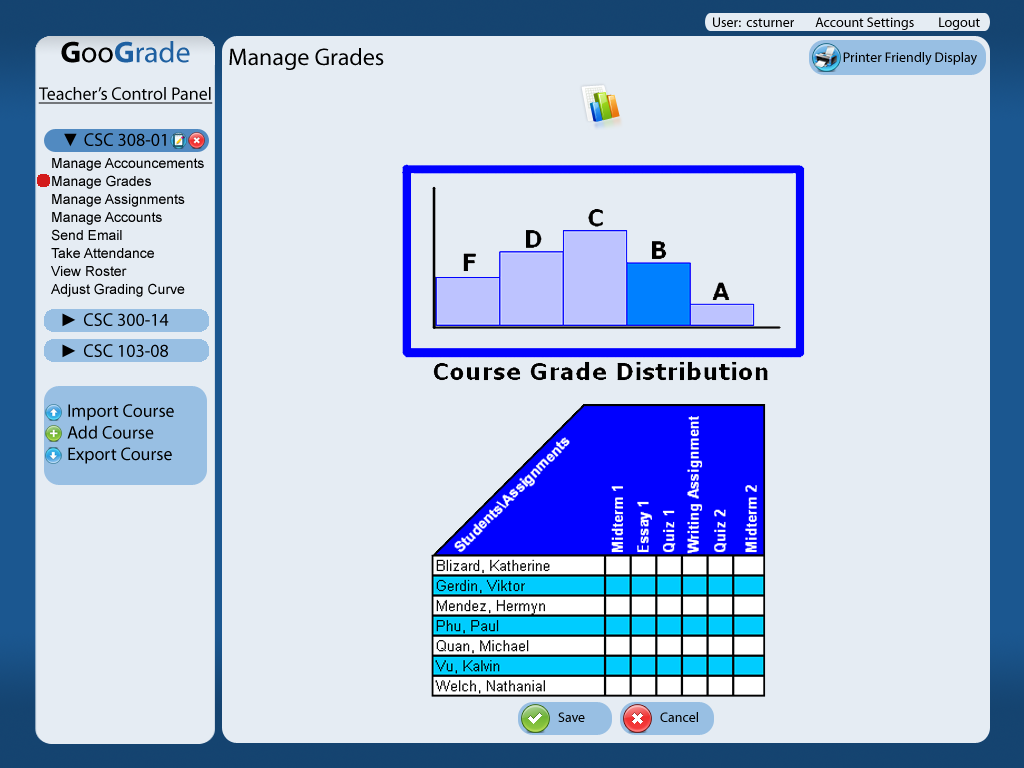 User: csturner Account Settings Logout
GooGrade
Teacher's Control Panel
▼ CSC 308-01
Manage Accouncements
Manage Grades
Manage Assignments
Manage Accounts
Send Email
Take Attendance
View Roster
Adjust Grading Curve
► CSC 300-14
► CSC 103-08
Import Course
Add Course
Export Course
Manage Grades
Printer Friendly Display
F
D
C
B
A
Course Grade Distribution
Students\Assignments
Midterm 1
Essay 1
Quiz 1
Writing Assignment
Quiz 2
Midterm 2
Blizard, Katherine
Gerdin, Viktor
Mendez, Hermyn
Phu, Paul
Quan, Michael
Vu, Kalvin
Welch, Nathanial
Save
Cancel